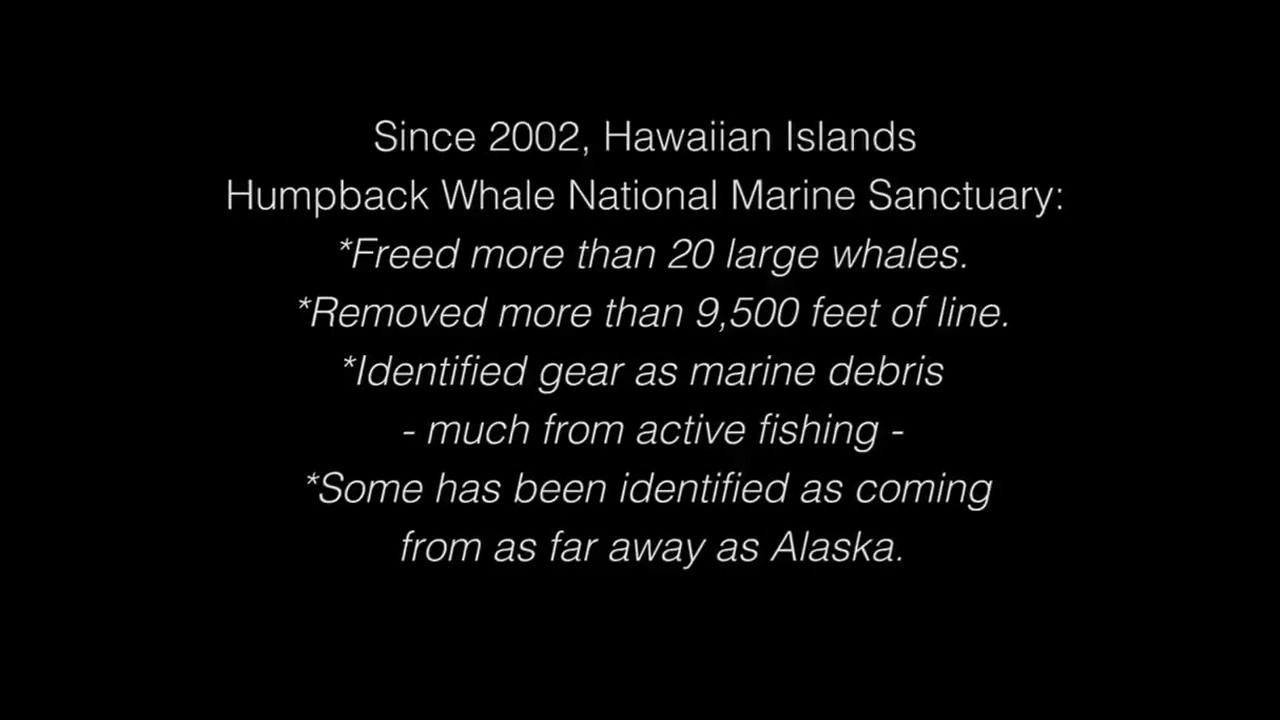 Since 2002, Hawaiian Islands
Humpback Whale National Marine Sanctuary:
*Freed more than 20 large whales.
*Removed more than 9,500 feet of line.
*Identified gear as marine debris
- much from active fishing -
*Some has been identified as coming
from as far away as Alaska.